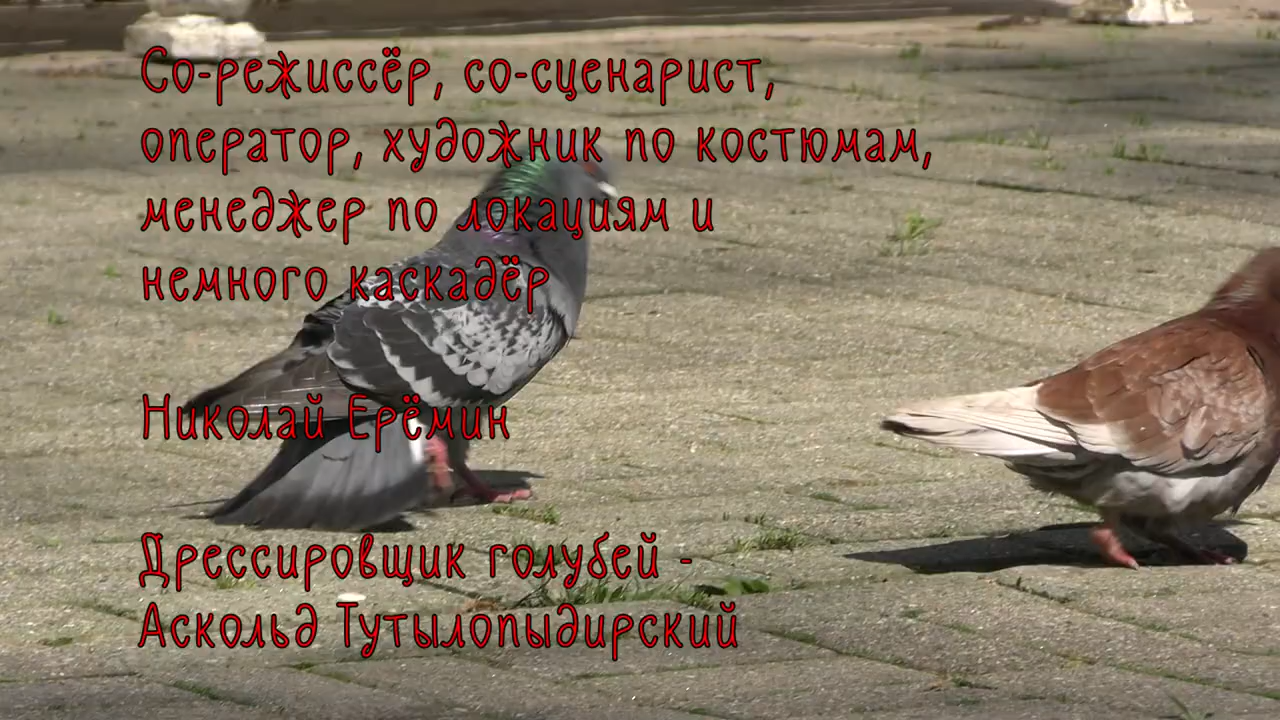 Со-режиссёр, со-сценарист,
оператор, художник по костюмам,
менеджер по локациям и
немного каскадёр
Николай Ерёмин
Дрессировщик голубей -
Аскольд Тутылопыдирский